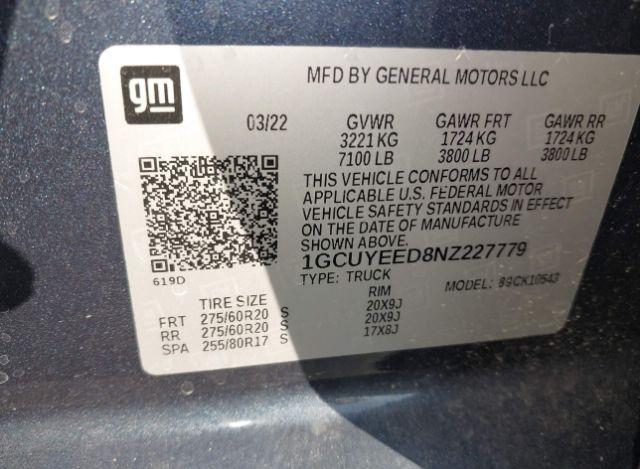 gm
MFD BY GENERAL MOTORS LLC
03/22 GVWR GAWR FRT GAWR RR
3221 KG 1724 KG 1724 KG
7100 LB 3800 LB 3800 LB
THIS VEHICLE CONFORMS TO ALL
APPLICABLE U.S. FEDERAL MOTOR
VEHICLE SAFETY STANDARDS IN EFFECT
ON THE DATE OF MANUFACTURE
SHOWN ABOVE.
1GCUYEED8NZ227779
619D
TYPE: TRUCK MODEL: 89CK10543
TIRE SIZE RIM
FRT 275/60R20 S 20X9J
RR 275/60R20 S 20X9J
SPA 255/80R17 S 17X8J